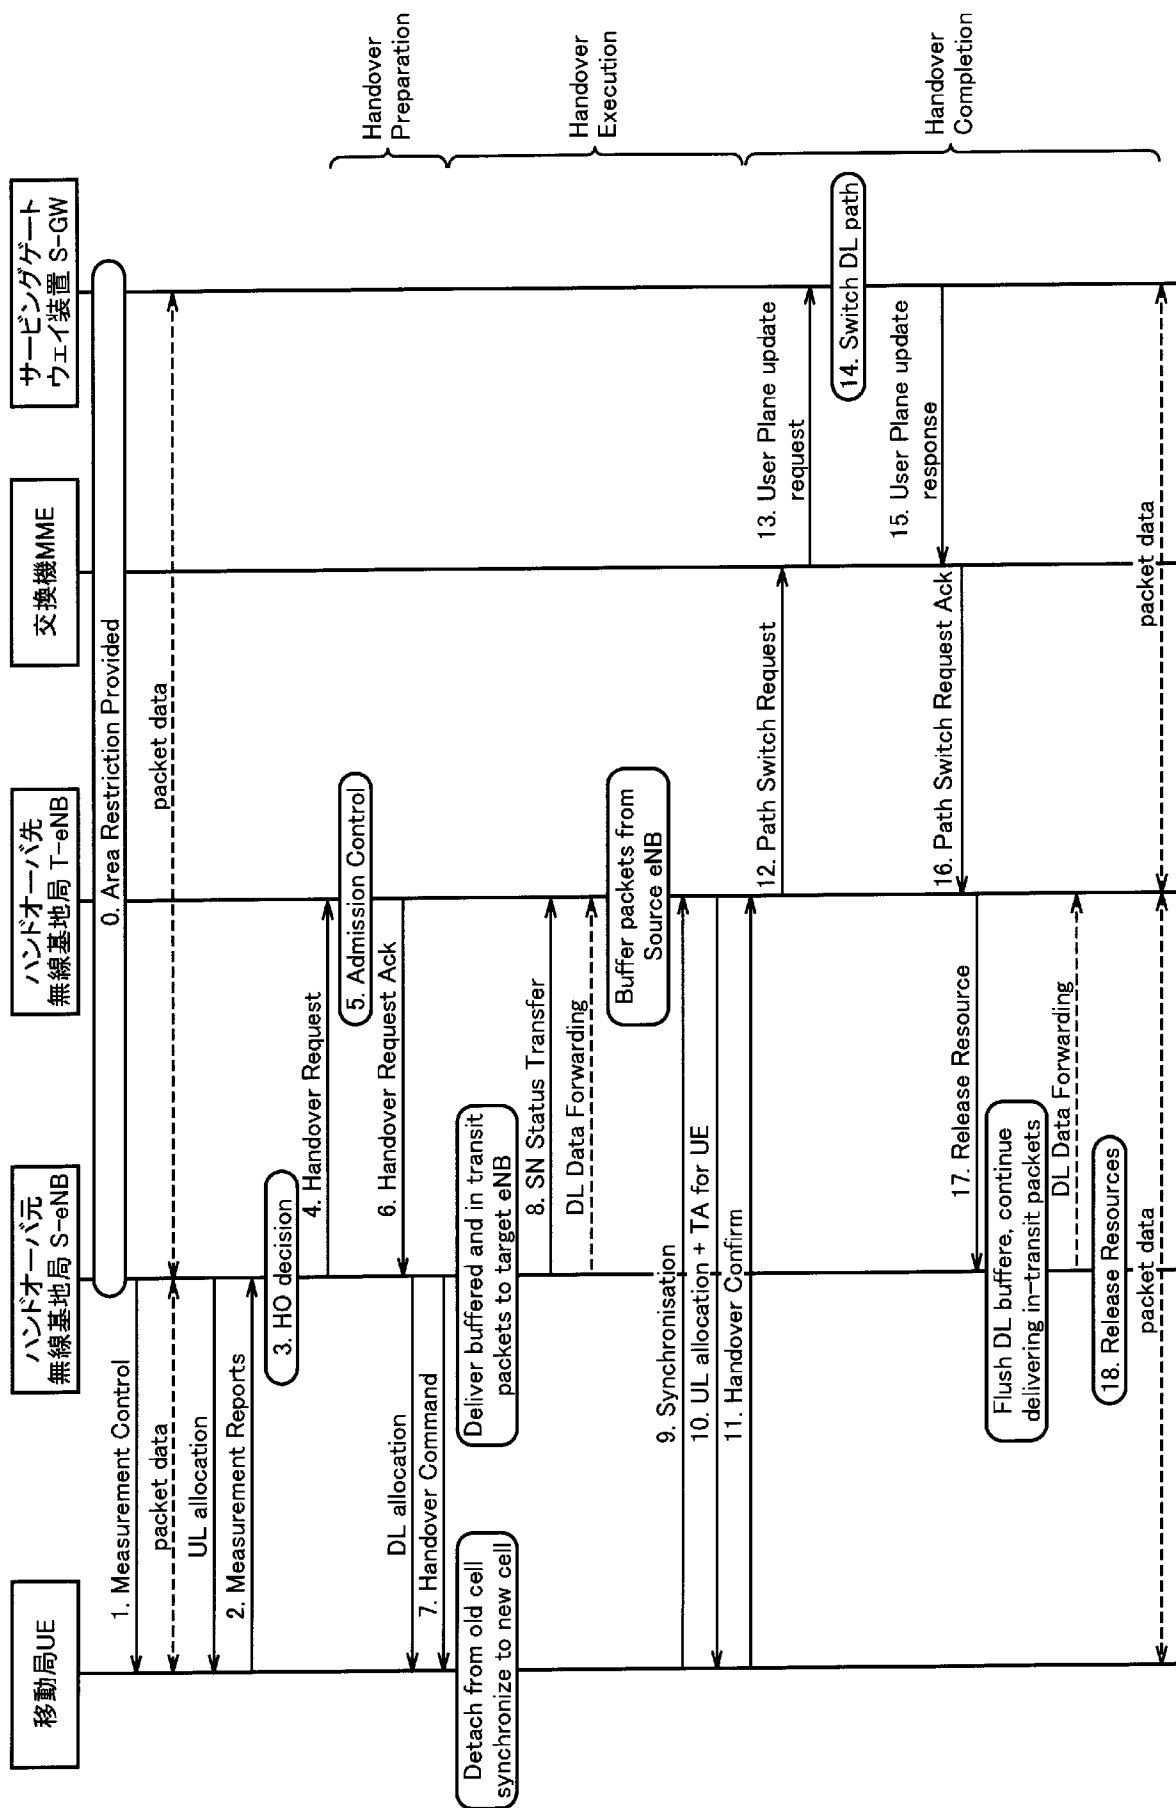 移動局UE
ハンドオーバ元
無線基地局 S-eNB
ハンドオーバ先
無線基地局 T-eNB
交換機MME
サービングゲート
ウェイ装置 S-GW
0. Area Restriction Provided
1. Measurement Control
packet data
packet data
UL allocation
2. Measurement Reports
3. HO decision
4. Handover Request
5. Admission Control
6. Handover Request Ack
DL allocation
7. Handover Command
Handover
Preparation
Detach from old cell
synchronize to new cell
Deliver buffered and in transit
packets to target eNB
8. SN Status Transfer
DL Data Forwarding
Buffer packets from
Source eNB
9. Synchronisation
10. UL allocation + TA for UE
11. Handover Confirm
Handover
Execution
12. Path Switch Request
13. User Plane update
request
14. Switch DL path
15. User Plane update
response
16. Path Switch Request Ack
17. Release Resource
Flush DL buffere, continue
delivering in-transit packets
DL Data Forwarding
18. Release Resources
packet data
packet data
Handover
Completion